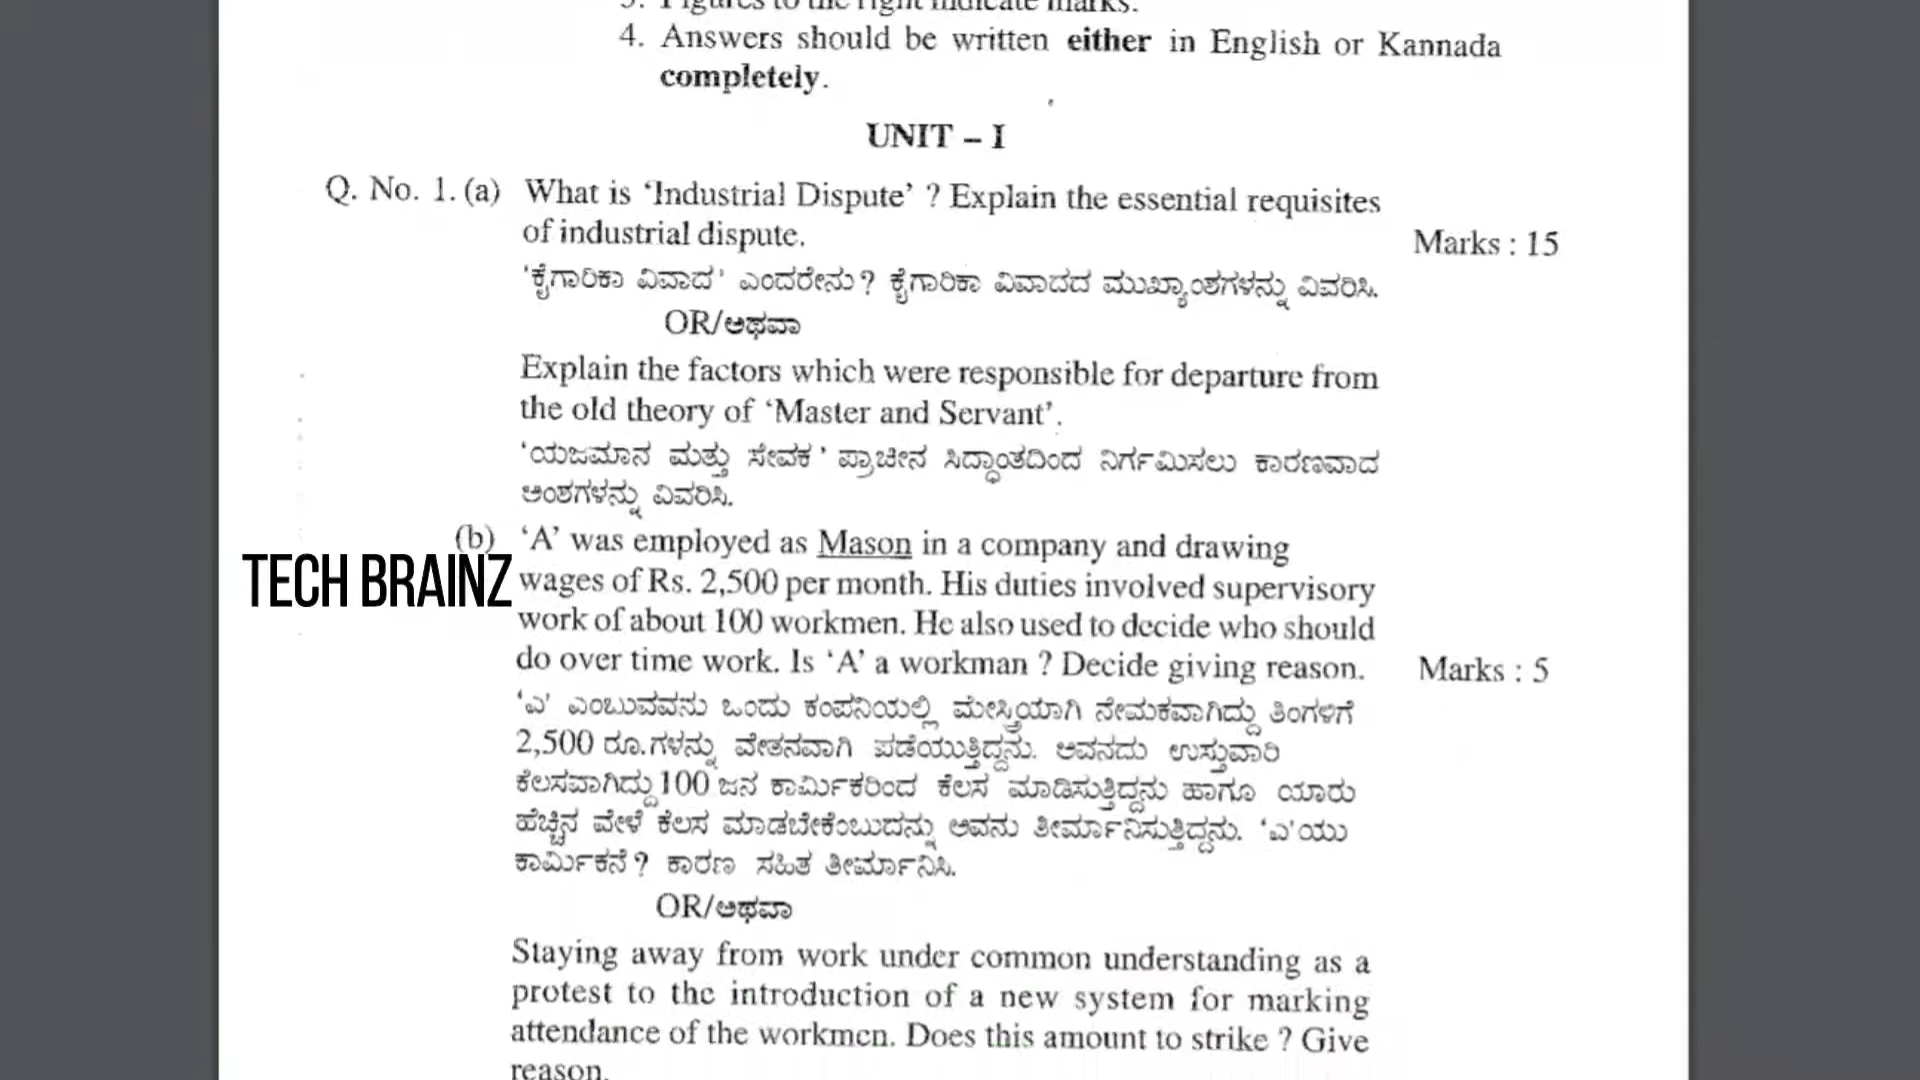 3. Figures to the right indicate marks.
4. Answers should be written either in English or Kannada
completely.
UNIT – I
Q. No. 1. (a) What is ‘Industrial Dispute’ ? Explain the essential requisites
of industrial dispute. Marks : 15
‘ಕೈಗಾರಿಕಾ ವಿವಾದ’ ಎಂದರೇನು? ಕೈಗಾರಿಕಾ ವಿವಾದದ ಮುಖ್ಯಾಂಶಗಳನ್ನು ವಿವರಿಸಿ.
OR/ಅಥವಾ
Explain the factors which were responsible for departure from
the old theory of ‘Master and Servant’.
‘ಯಜಮಾನ ಮತ್ತು ಸೇವಕ’ ಪ್ರಾಚೀನ ಸಿದ್ಧಾಂತದಿಂದ ನಿರ್ಗಮಿಸಲು ಕಾರಣವಾದ
ಅಂಶಗಳನ್ನು ವಿವರಿಸಿ.
(b) ‘A’ was employed as Mason in a company and drawing
TECH BRAINZ
wages of Rs. 2,500 per month. His duties involved supervisory
work of about 100 workmen. He also used to decide who should
do over time work. Is ‘A’ a workman ? Decide giving reason. Marks : 5
‘ಎ’ ಎಂಬುವವನು ಒಂದು ಕಂಪನಿಯಲ್ಲಿ ಮೇಸ್ತ್ರಿಯಾಗಿ ನೇಮಕವಾಗಿದ್ದು ತಿಂಗಳಿಗೆ
2,500 ರೂ.ಗಳನ್ನು ವೇತನವಾಗಿ ಪಡೆಯುತ್ತಿದ್ದನು. ಅವನದು ಉಸ್ತುವಾರಿ
ಕೆಲಸವಾಗಿದ್ದು 100 ಜನ ಕಾರ್ಮಿಕರಿಂದ ಕೆಲಸ ಮಾಡಿಸುತ್ತಿದ್ದನು ಹಾಗೂ ಯಾರು
ಹೆಚ್ಚಿನ ವೇಳೆ ಕೆಲಸ ಮಾಡಬೇಕೆಂಬುದನ್ನು ಅವನು ತೀರ್ಮಾನಿಸುತ್ತಿದ್ದನು. ‘ಎ’ಯು
ಕಾರ್ಮಿಕನೆ? ಕಾರಣ ಸಹಿತ ತೀರ್ಮಾನಿಸಿ.
OR/ಅಥವಾ
Staying away from work under common understanding as a
protest to the introduction of a new system for marking
attendance of the workmen. Does this amount to strike ? Give
reason.